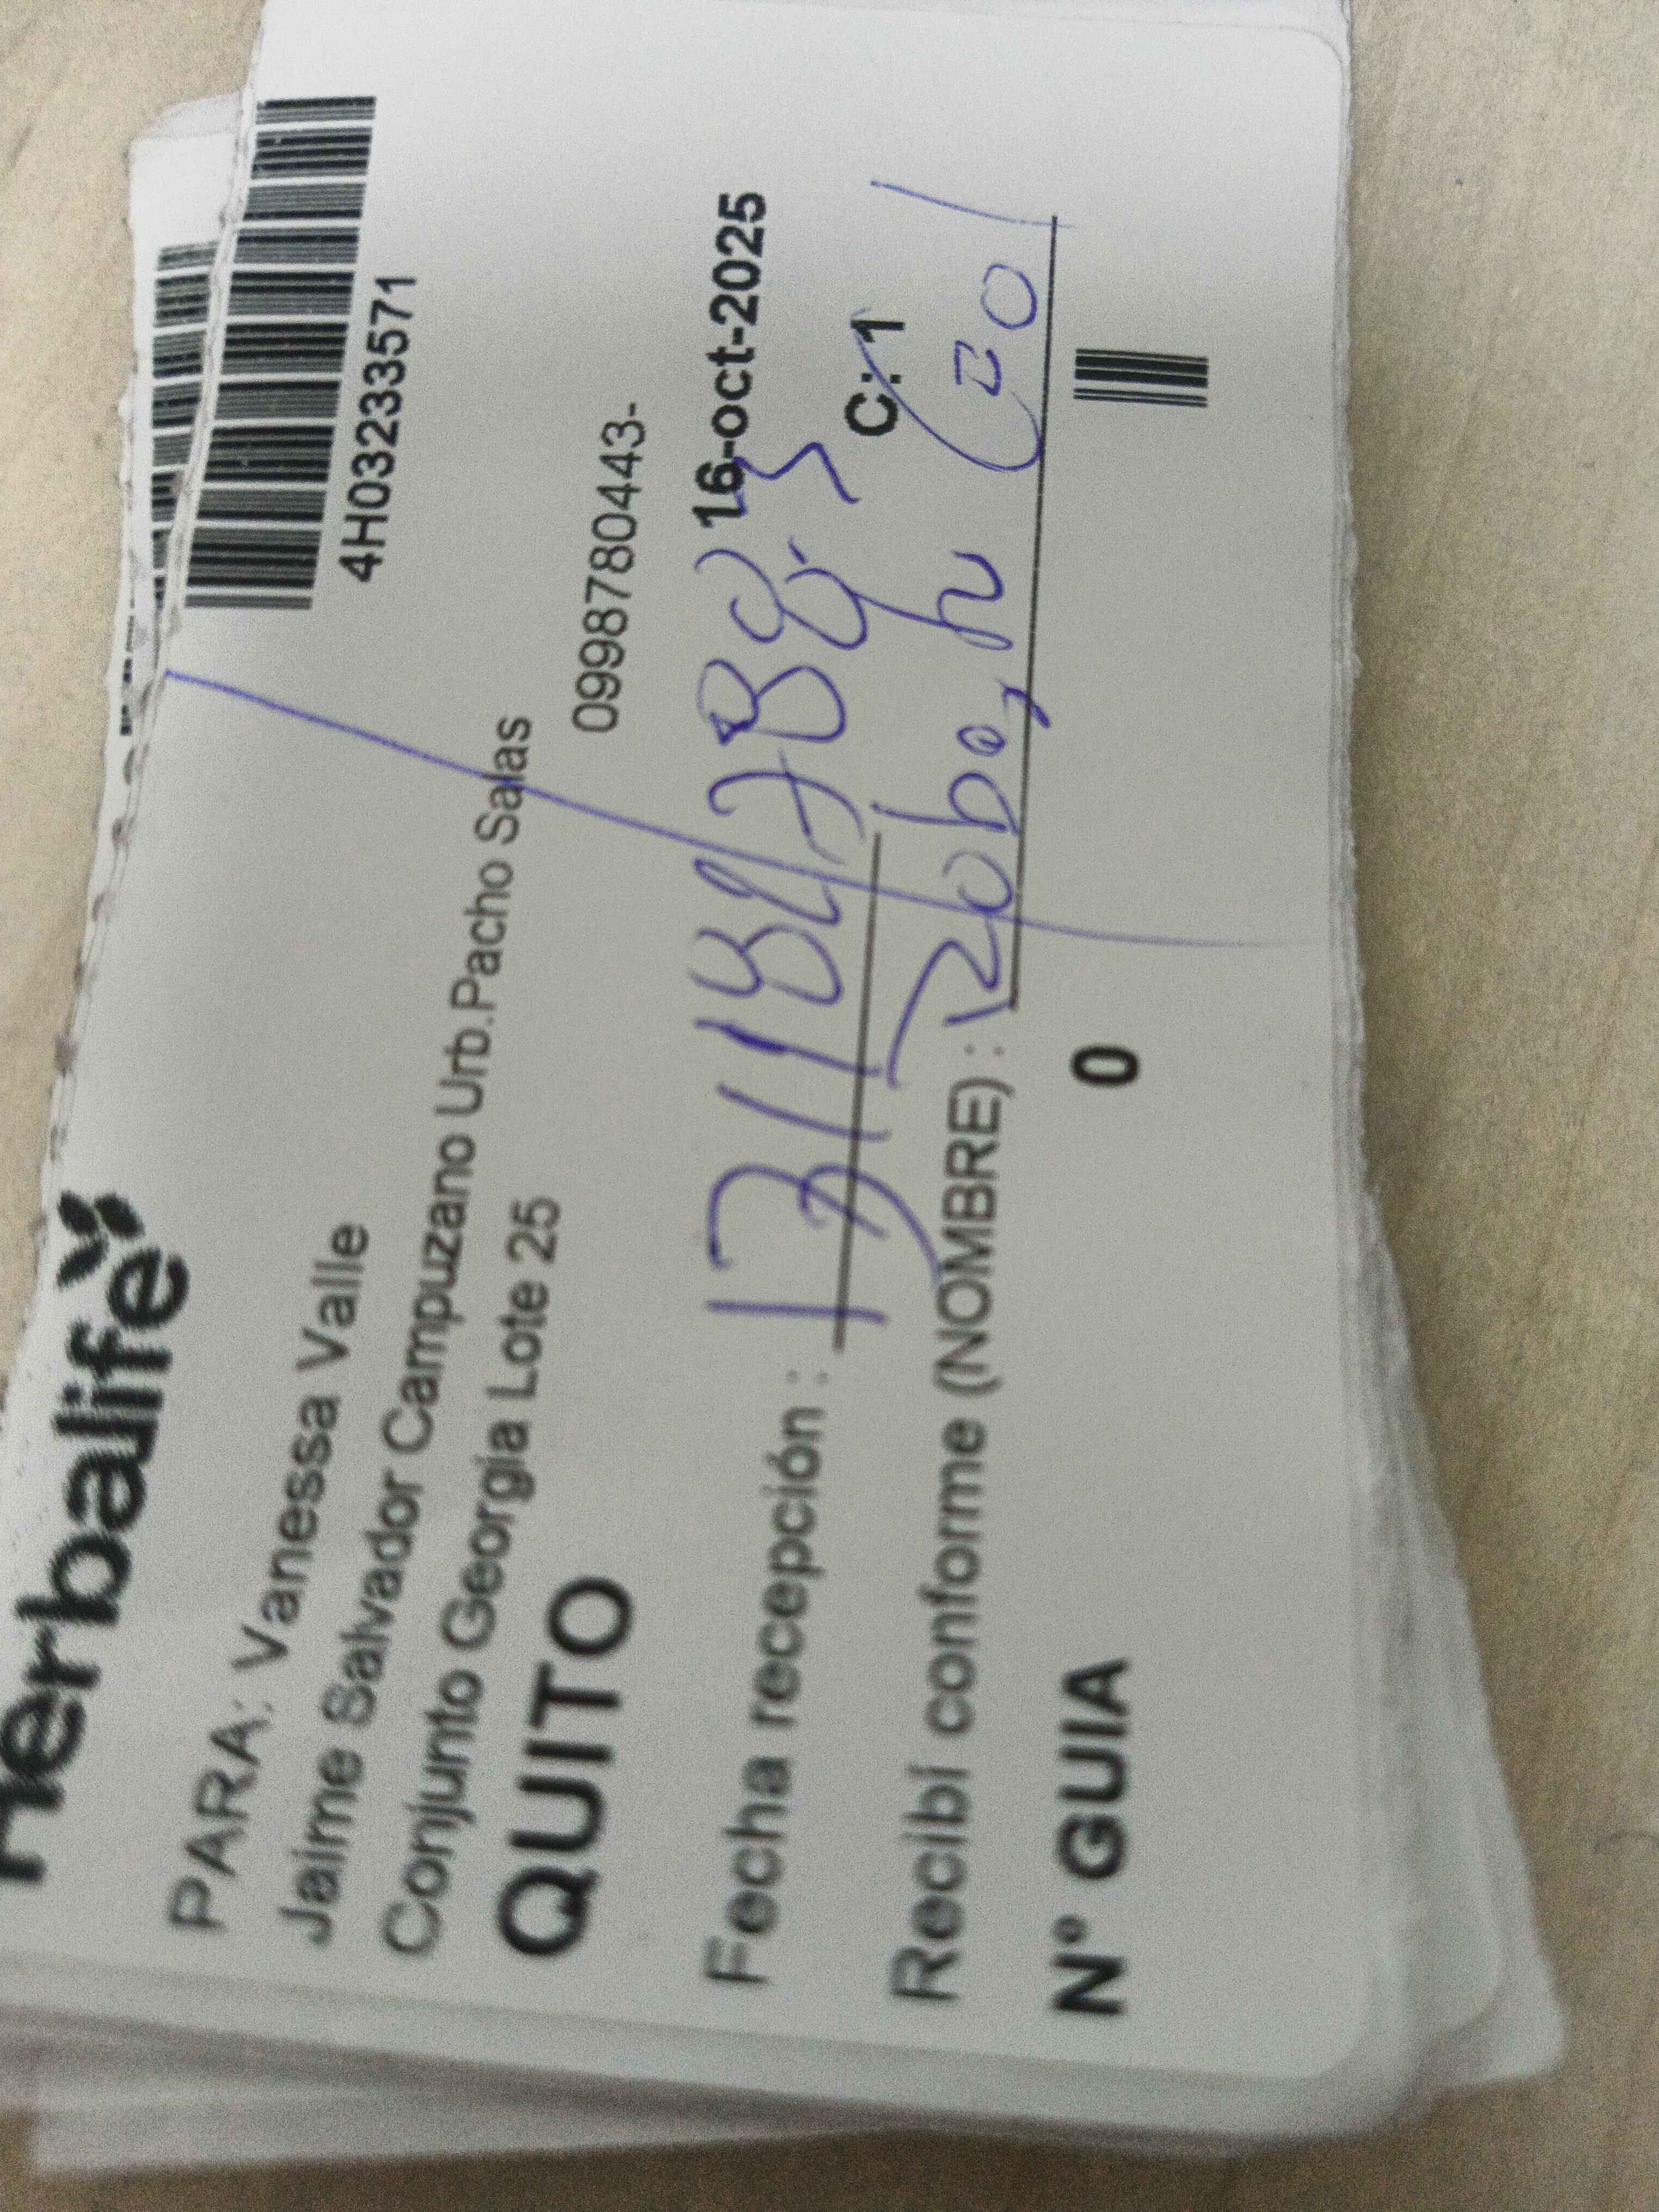 Herbalife
4H03233571
PARA: Vanessa Valle
Jaime Salvador Campuzano Urb.Pacho Salas
Conjunto Georgia Lote 25
0998780443-
QUITO
16-oct-2025
Fecha recepción :
C: 1
Recibí conforme (NOMBRE) :
N° GUIA 0